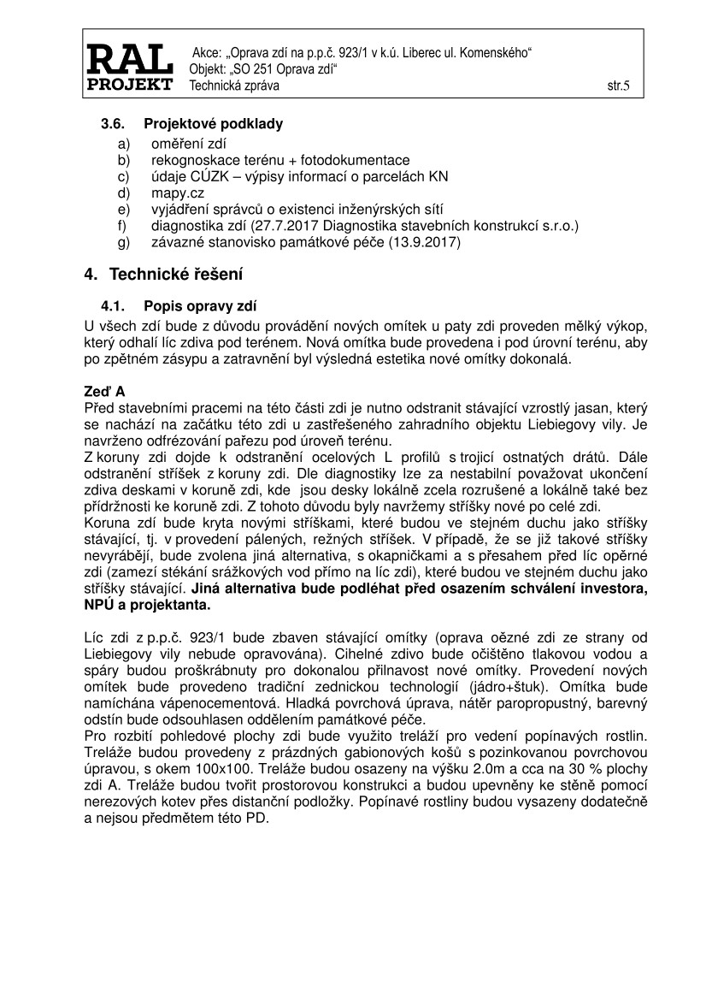 RAL
PROJEKT
Akce: „Oprava zdí na p.p.č. 923/1 v k.ú. Liberec ul. Komenského“
Objekt: „SO 251 Oprava zdí“
Technická zpráva str.5
3.6. Projektové podklady
a) oměření zdí
b) rekognoskace terénu + fotodokumentace
c) údaje CÚZK – výpisy informací o parcelách KN
d) mapy.cz
e) vyjádření správců o existenci inženýrských sítí
f) diagnostika zdí (27.7.2017 Diagnostika stavebních konstrukcí s.r.o.)
g) závazné stanovisko památkové péče (13.9.2017)
4. Technické řešení
4.1. Popis opravy zdí
U všech zdí bude z důvodu provádění nových omítek u paty zdi proveden mělký výkop,
který odhalí líc zdiva pod terénem. Nová omítka bude provedena i pod úrovní terénu, aby
po zpětném zásypu a zatravnění byl výsledná estetika nové omítky dokonalá.
Zeď A
Před stavebními pracemi na této části zdi je nutno odstranit stávající vzrostlý jasan, který
se nachází na začátku této zdi u zastřešeného zahradního objektu Liebiegovy vily. Je
navrženo odfrézování pařezu pod úroveň terénu.
Z koruny zdi dojde k odstranění ocelových L profilů s trojicí ostnatých drátů. Dále
odstranění stříšek z koruny zdi. Dle diagnostiky lze za nestabilní považovat ukončení
zdiva deskami v koruně zdi, kde jsou desky lokálně zcela rozrušené a lokálně také bez
přídržnosti ke koruně zdi. Z tohoto důvodu byly navržemy stříšky nové po celé zdi.
Koruna zdí bude kryta novými stříškami, které budou ve stejném duchu jako stříšky
stávající, tj. v provedení pálených, režných stříšek. V případě, že se již takové stříšky
nevyrábějí, bude zvolena jiná alternativa, s okapničkami a s přesahem před líc opěrné
zdi (zamezí stékání srážkových vod přímo na líc zdi), které budou ve stejném duchu jako
stříšky stávající. Jiná alternativa bude podléhat před osazením schválení investora,
NPÚ a projektanta.
Líc zdi z p.p.č. 923/1 bude zbaven stávající omítky (oprava oězné zdi ze strany od
Liebiegovy vily nebude opravována). Cihelné zdivo bude očištěno tlakovou vodou a
spáry budou proškrábnuty pro dokonalou přilnavost nové omítky. Provedení nových
omítek bude provedeno tradiční zednickou technologií (jádro+štuk). Omítka bude
namíchána vápenocementová. Hladká povrchová úprava, nátěr paropropustný, barevný
odstín bude odsouhlasen oddělením památkové péče.
Pro rozbití pohledové plochy zdi bude využito treláží pro vedení popínavých rostlin.
Treláže budou provedeny z prázdných gabionových košů s pozinkovanou povrchovou
úpravou, s okem 100x100. Treláže budou osazeny na výšku 2.0m a cca na 30 % plochy
zdi A. Treláže budou tvořit prostorovou konstrukci a budou upevněny ke stěně pomocí
nerezových kotev přes distanční podložky. Popínavé rostliny budou vysazeny dodatečně
a nejsou předmětem této PD.